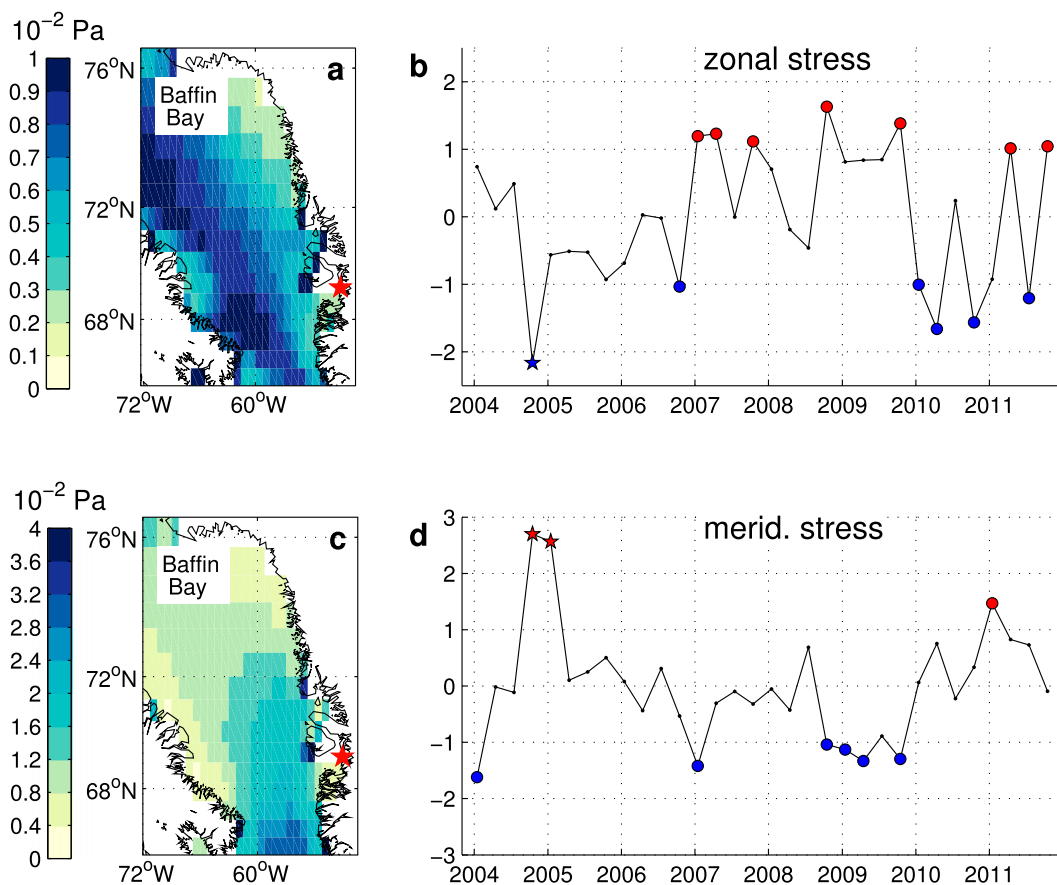 10⁻² Pa
1
0.9
0.8
0.7
0.6
0.5
0.4
0.3
0.2
0.1
0
a
Baffin
Bay
76°N
72°N
68°N
72°W
60°W
b
zonal stress
2
1
0
−1
−2
2004 2005 2006 2007 2008 2009 2010 2011
10⁻² Pa
4
3.6
3.2
2.8
2.4
2
1.6
1.2
0.8
0.4
0
c
Baffin
Bay
76°N
72°N
68°N
72°W
60°W
d
merid. stress
3
2
1
0
−1
−2
−3
2004 2005 2006 2007 2008 2009 2010 2011